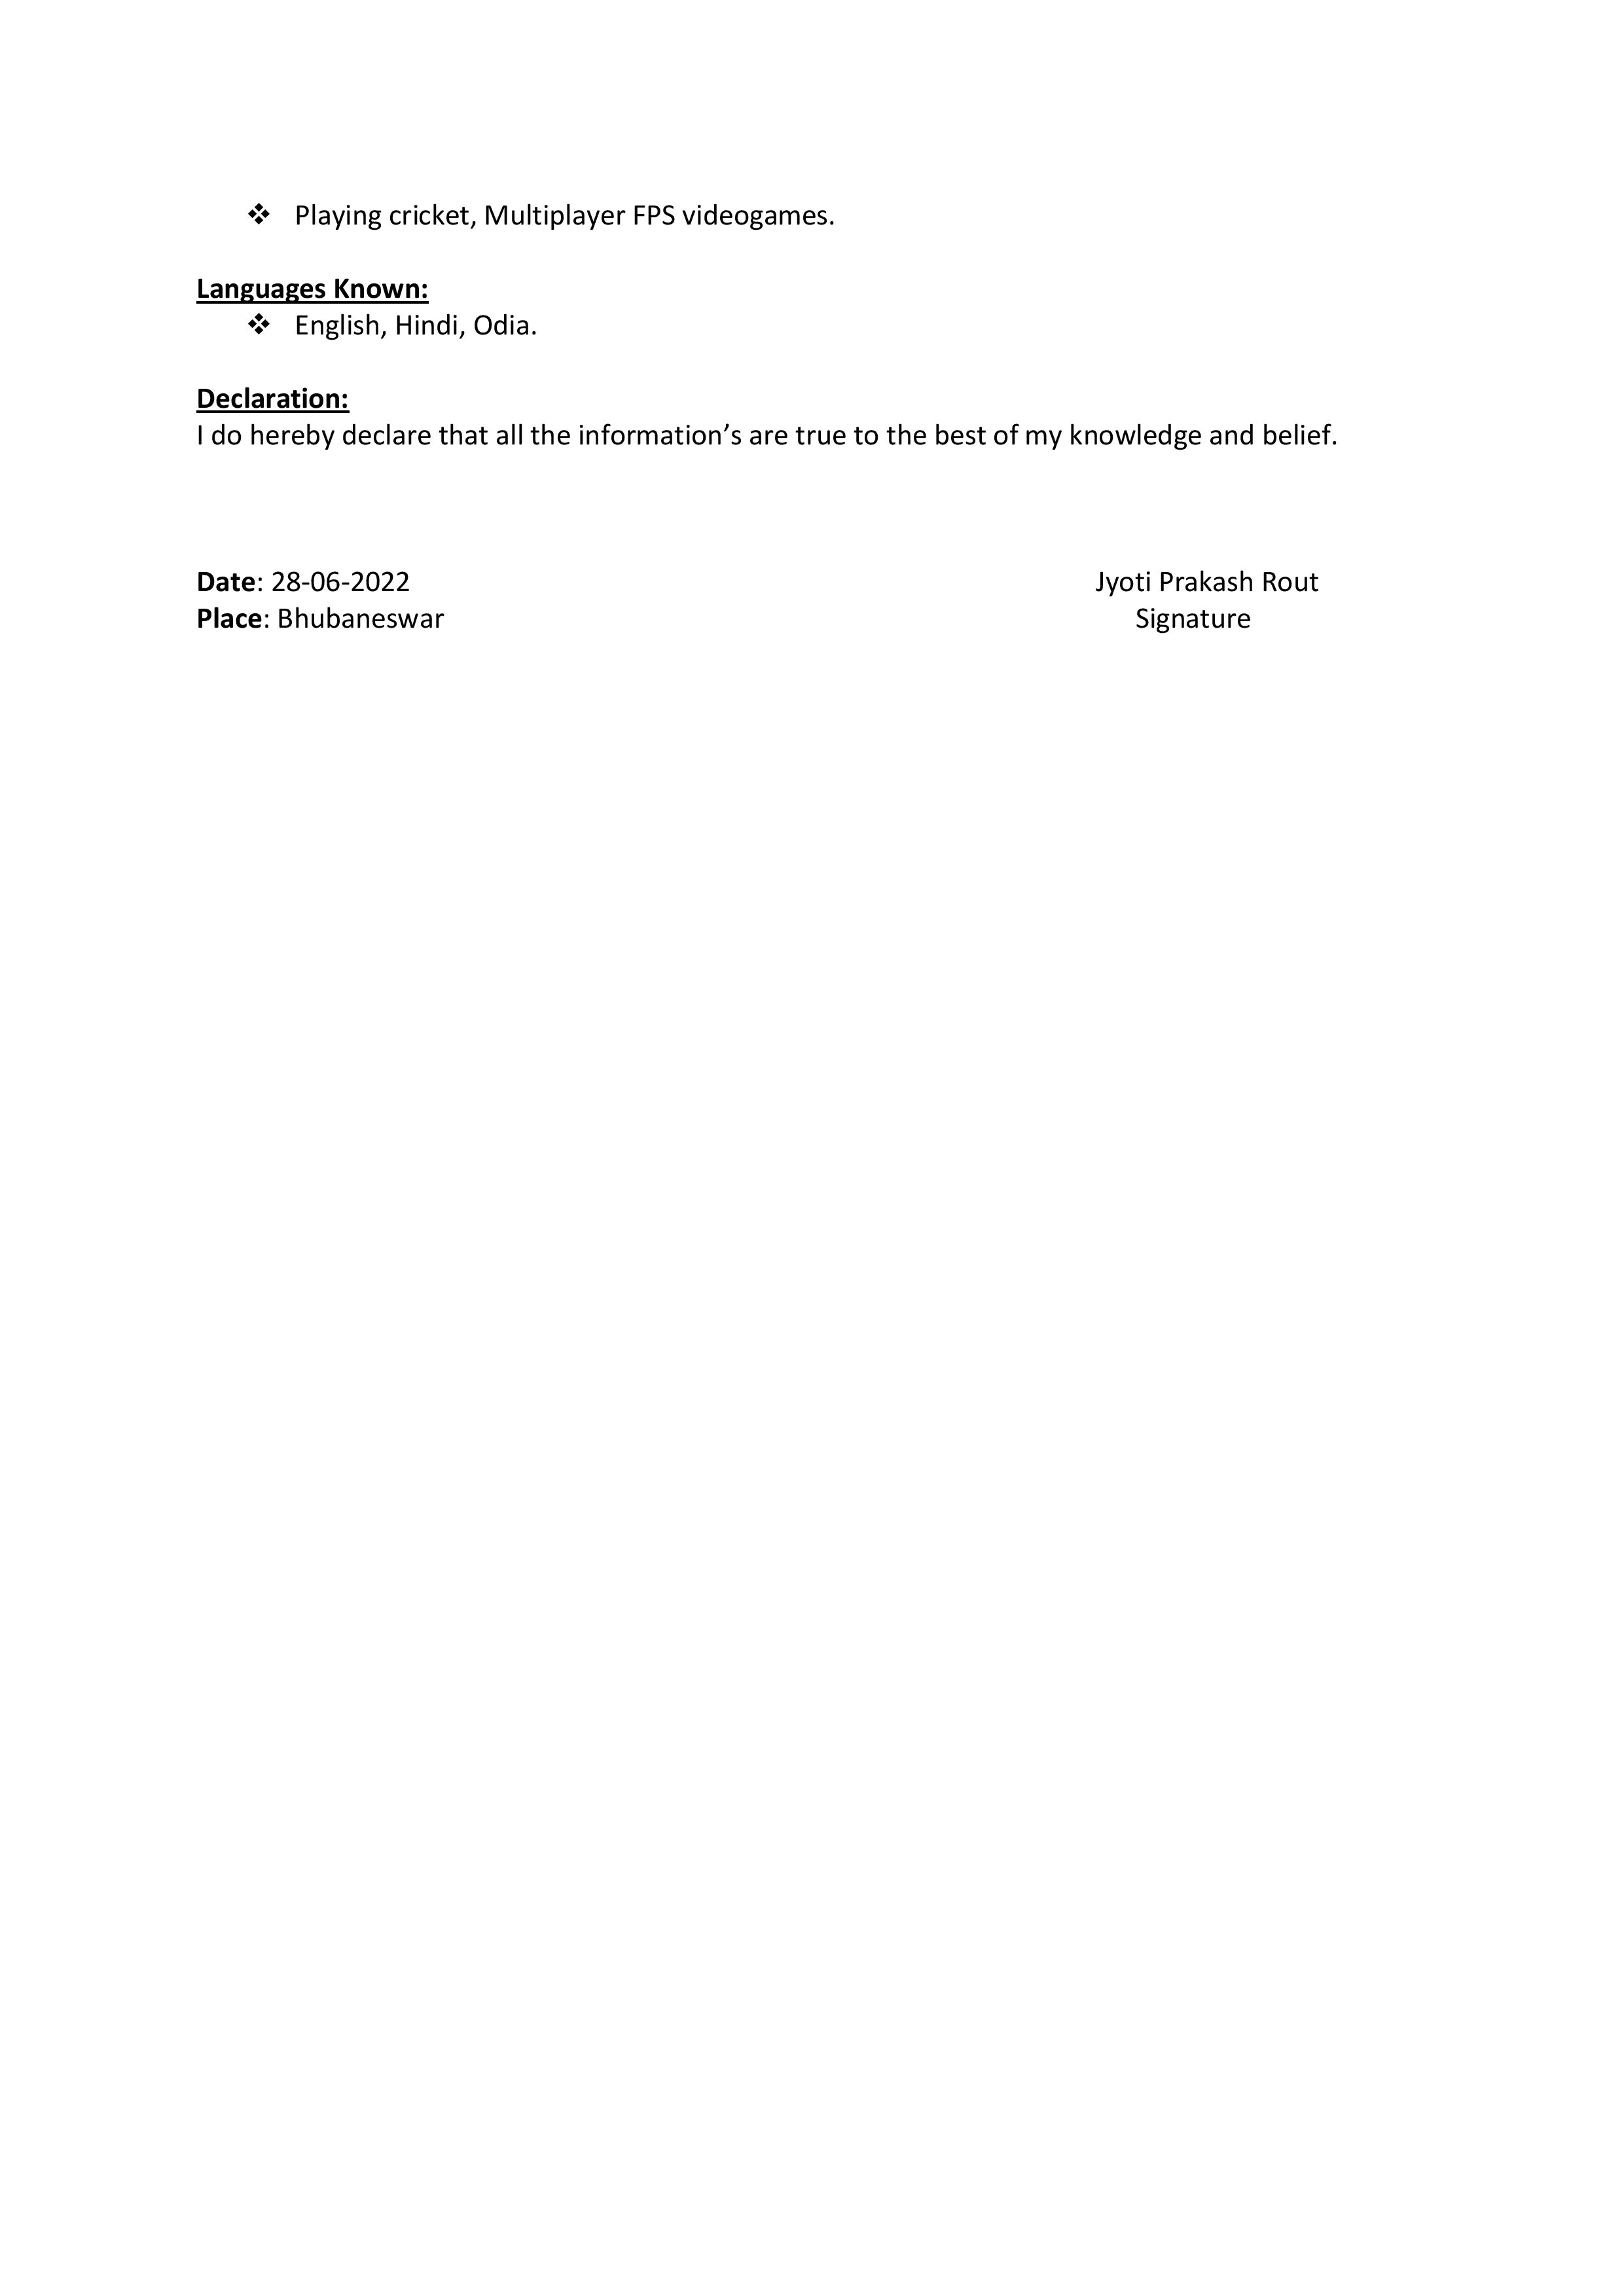 ❖ Playing cricket, Multiplayer FPS videogames.
Languages Known:
❖ English, Hindi, Odia.
Declaration:
I do hereby declare that all the information’s are true to the best of my knowledge and belief.
Date: 28-06-2022 Jyoti Prakash Rout
Place: Bhubaneswar Signature